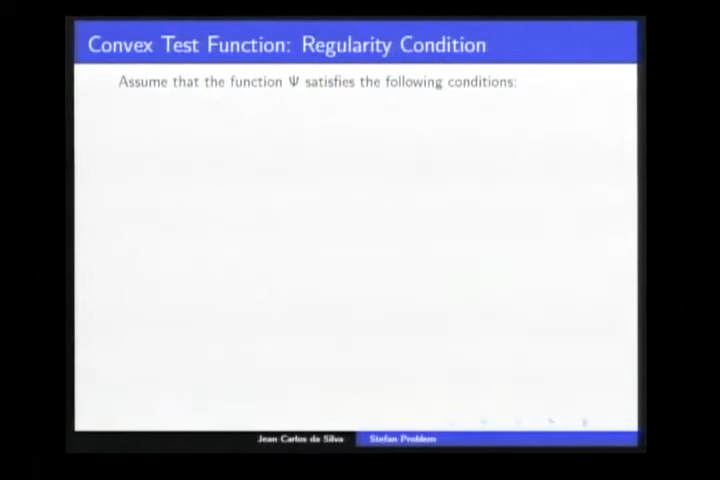 Convex Test Function: Regularity Condition
Assume that the function Ψ satisfies the following conditions:
Jean Carlos da Silva
Stefan Problem